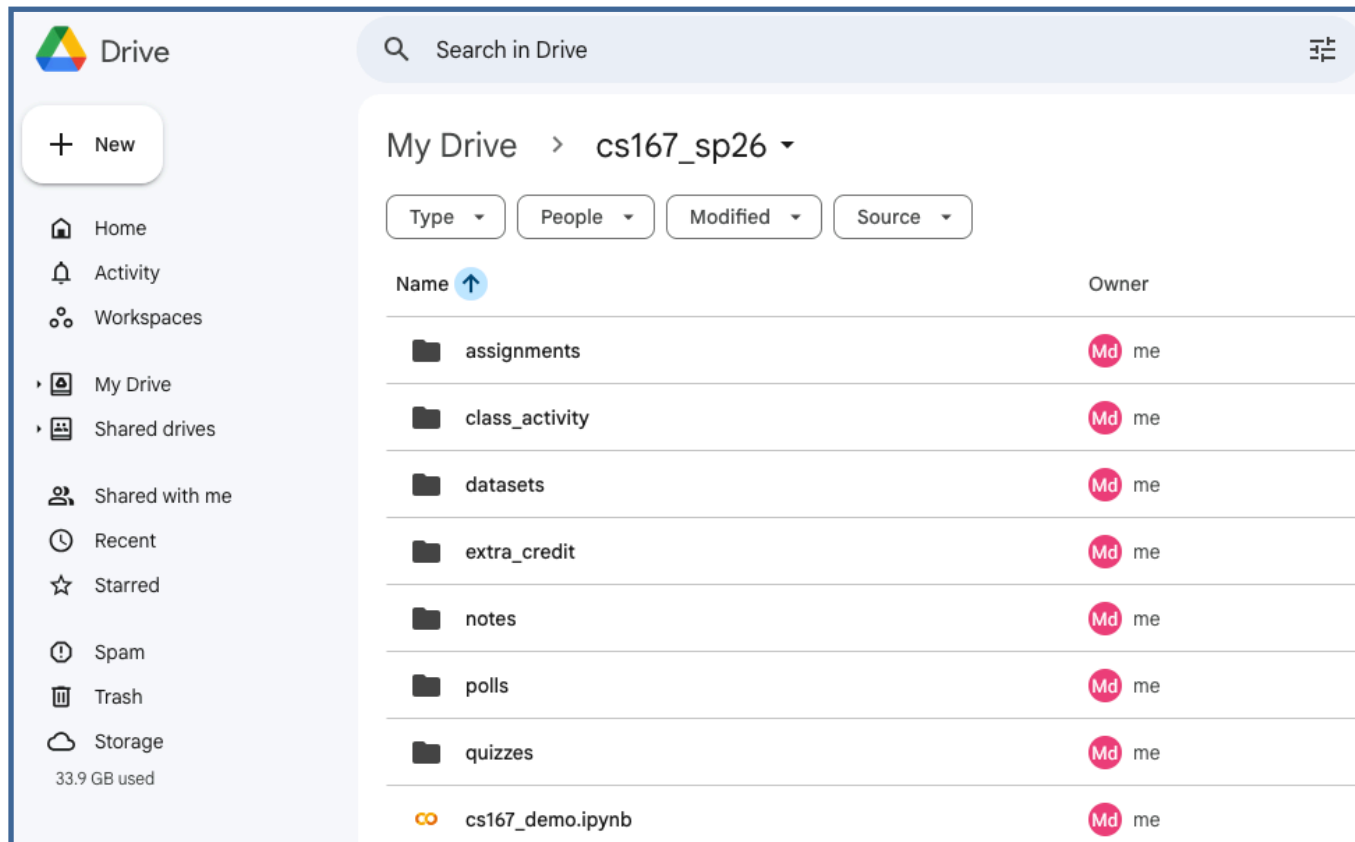 Drive
Search in Drive
New
Home
Activity
Workspaces
My Drive
Shared drives
Shared with me
Recent
Starred
Spam
Trash
Storage
33.9 GB used
My Drive > cs167_sp26
Type People Modified Source
Name Owner
assignments Md me
class_activity Md me
datasets Md me
extra_credit Md me
notes Md me
polls Md me
quizzes Md me
cs167_demo.ipynb Md me